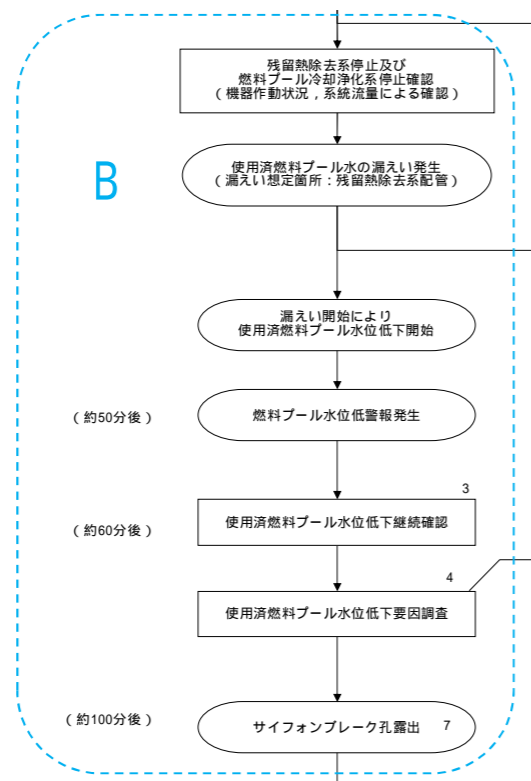 残留熱除去系停止及び
燃料プール冷却浄化系停止確認
（機器作動状況，系統流量による確認）
B
使用済燃料プール水の漏えい発生
（漏えい想定箇所：残留熱除去系配管）
漏えい開始により
使用済燃料プール水位低下開始
（約50分後）
燃料プール水位低警報発生
3
（約60分後）
使用済燃料プール水位低下継続確認
4
使用済燃料プール水位低下要因調査
（約100分後）
サイフォンブレーク孔露出 7